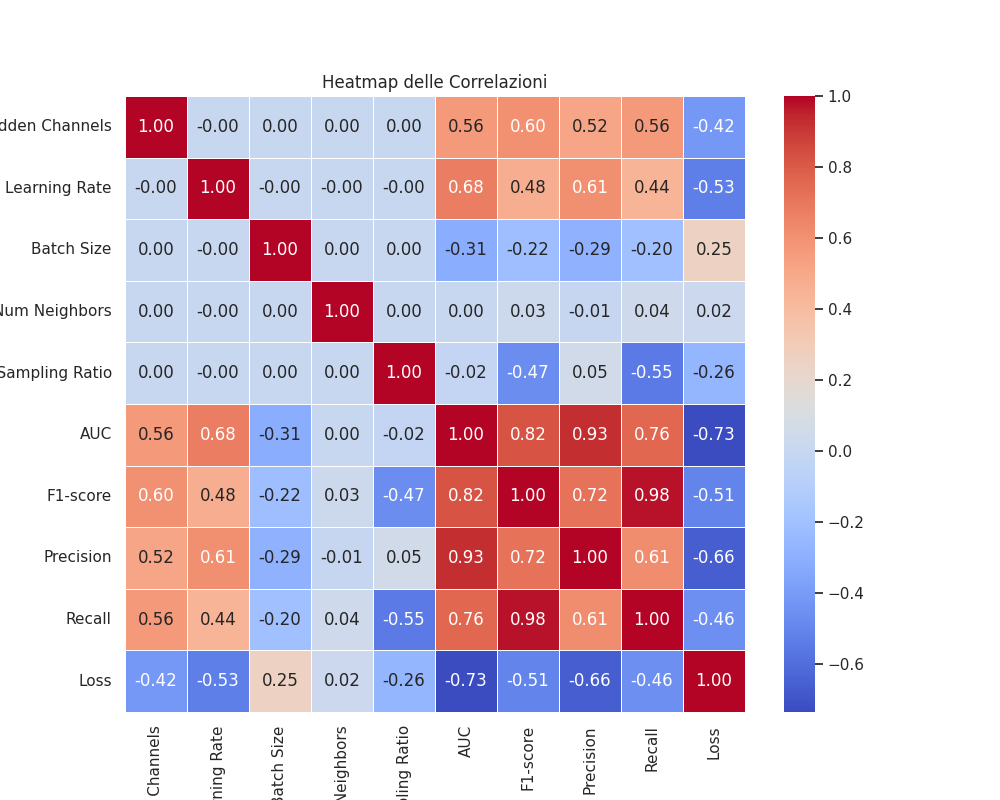 Heatmap delle Correlazioni
dden Channels 1.00 -0.00 0.00 0.00 0.00 0.56 0.60 0.52 0.56 -0.42
Learning Rate -0.00 1.00 -0.00 -0.00 -0.00 0.68 0.48 0.61 0.44 -0.53
Batch Size 0.00 -0.00 1.00 0.00 0.00 -0.31 -0.22 -0.29 -0.20 0.25
Num Neighbors 0.00 -0.00 0.00 1.00 0.00 0.00 0.03 -0.01 0.04 0.02
Sampling Ratio 0.00 -0.00 0.00 0.00 1.00 -0.02 -0.47 0.05 -0.55 -0.26
AUC 0.56 0.68 -0.31 0.00 -0.02 1.00 0.82 0.93 0.76 -0.73
F1-score 0.60 0.48 -0.22 0.03 -0.47 0.82 1.00 0.72 0.98 -0.51
Precision 0.52 0.61 -0.29 -0.01 0.05 0.93 0.72 1.00 0.61 -0.66
Recall 0.56 0.44 -0.20 0.04 -0.55 0.76 0.98 0.61 1.00 -0.46
Loss -0.42 -0.53 0.25 0.02 -0.26 -0.73 -0.51 -0.66 -0.46 1.00
Channels
rning Rate
Batch Size
Neighbors
pling Ratio
AUC
F1-score
Precision
Recall
Loss
1.0
0.8
0.6
0.4
0.2
0.0
−0.2
−0.4
−0.6